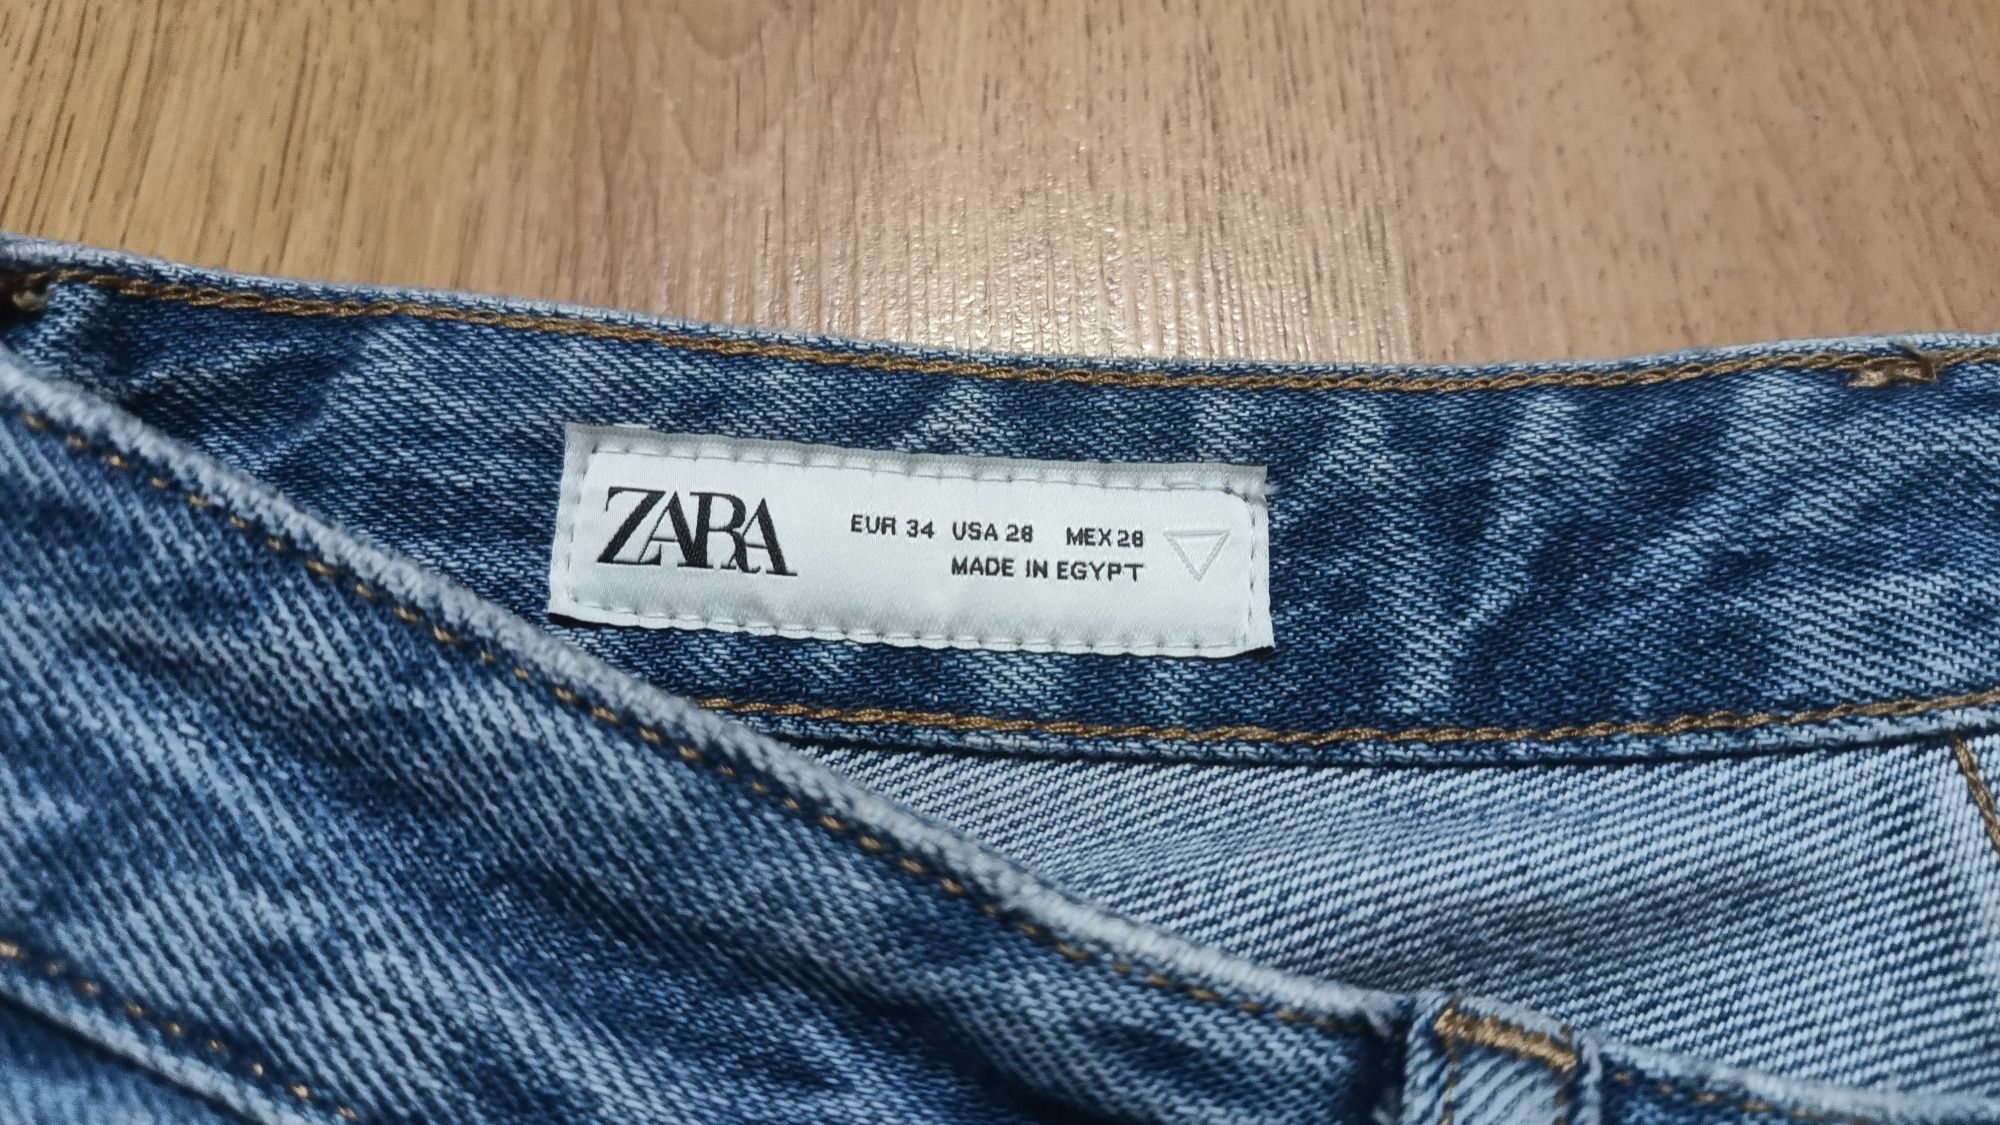 ZARA
EUR 34 USA 28 MEX 28
MADE IN EGYPT